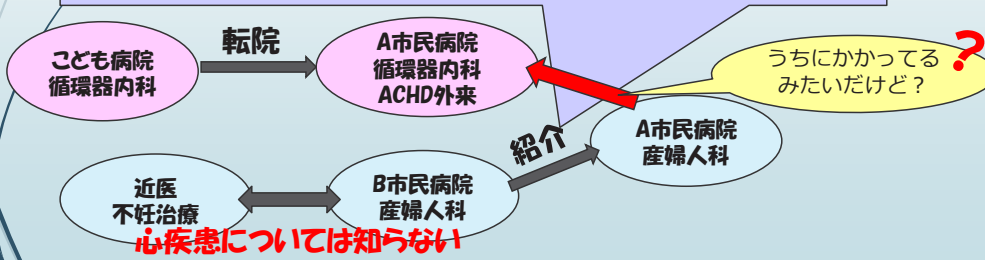 こども病院
循環器内科
転院
A市民病院
循環器内科
ACHD外来
うちにかかってる
みたいだけど？
?
A市民病院
産婦人科
紹介
近医
不妊治療
B市民病院
産婦人科
心疾患については知らない